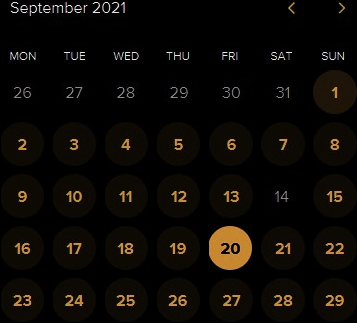 September 2021
MON TUE WED THU FRI SAT SUN
26 27 28 29 30 31 1
2 3 4 5 6 7 8
9 10 11 12 13 14 15
16 17 18 19 20 21 22
23 24 25 26 27 28 29